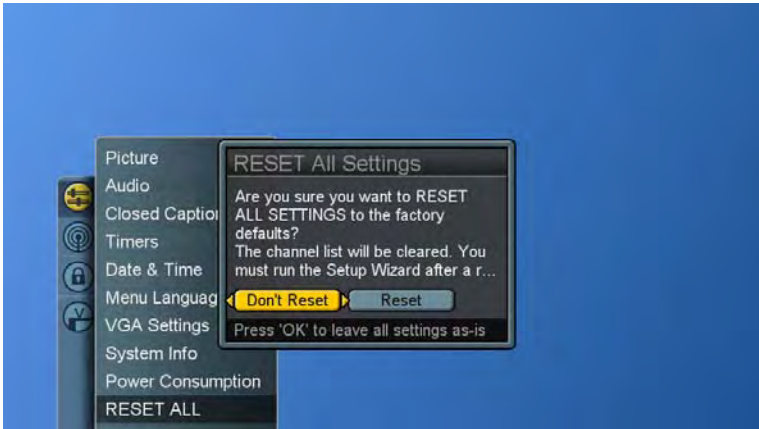 Picture
Audio
Closed Caption
Timers
Date & Time
Menu Languag
VGA Settings
System Info
Power Consumption
RESET ALL
RESET All Settings
Are you sure you want to RESET
ALL SETTINGS to the factory
defaults?
The channel list will be cleared. You
must run the Setup Wizard after a r...
Don't Reset
Reset
Press 'OK' to leave all settings as-is